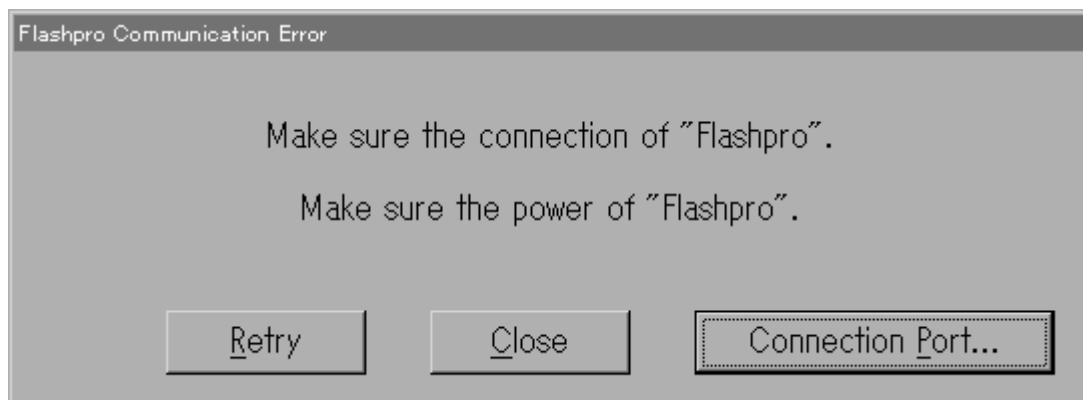 Flashpro Communication Error
Make sure the connection of "Flashpro".
Make sure the power of "Flashpro".
Retry Close Connection Port...